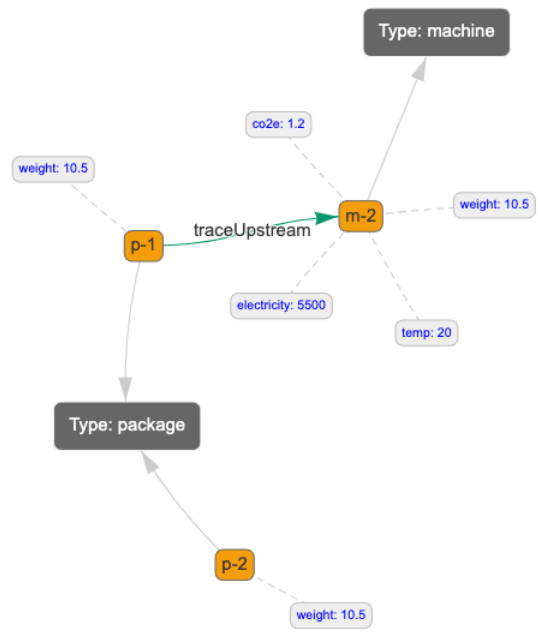 Type: machine
co2e: 1.2
weight: 10.5
weight: 10.5
m-2
traceUpstream
p-1
electricity: 5500
temp: 20
Type: package
p-2
weight: 10.5